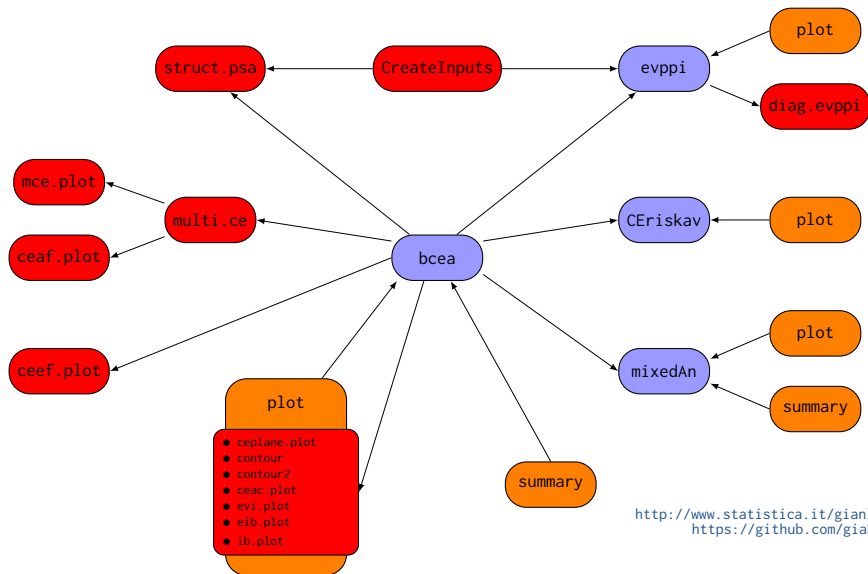 plot
struct.psa
CreateInputs
evppi
diag.evppi
mce.plot
multi.ce
CEriskav
plot
ceaf.plot
bcea
plot
ceef.plot
mixedAn
plot
summary
● ceplane.plot
● contour
● contour2
● ceac.plot
● evi.plot
● eib.plot
● ib.plot
summary
http://www.statistica.it/gian
https://github.com/gia